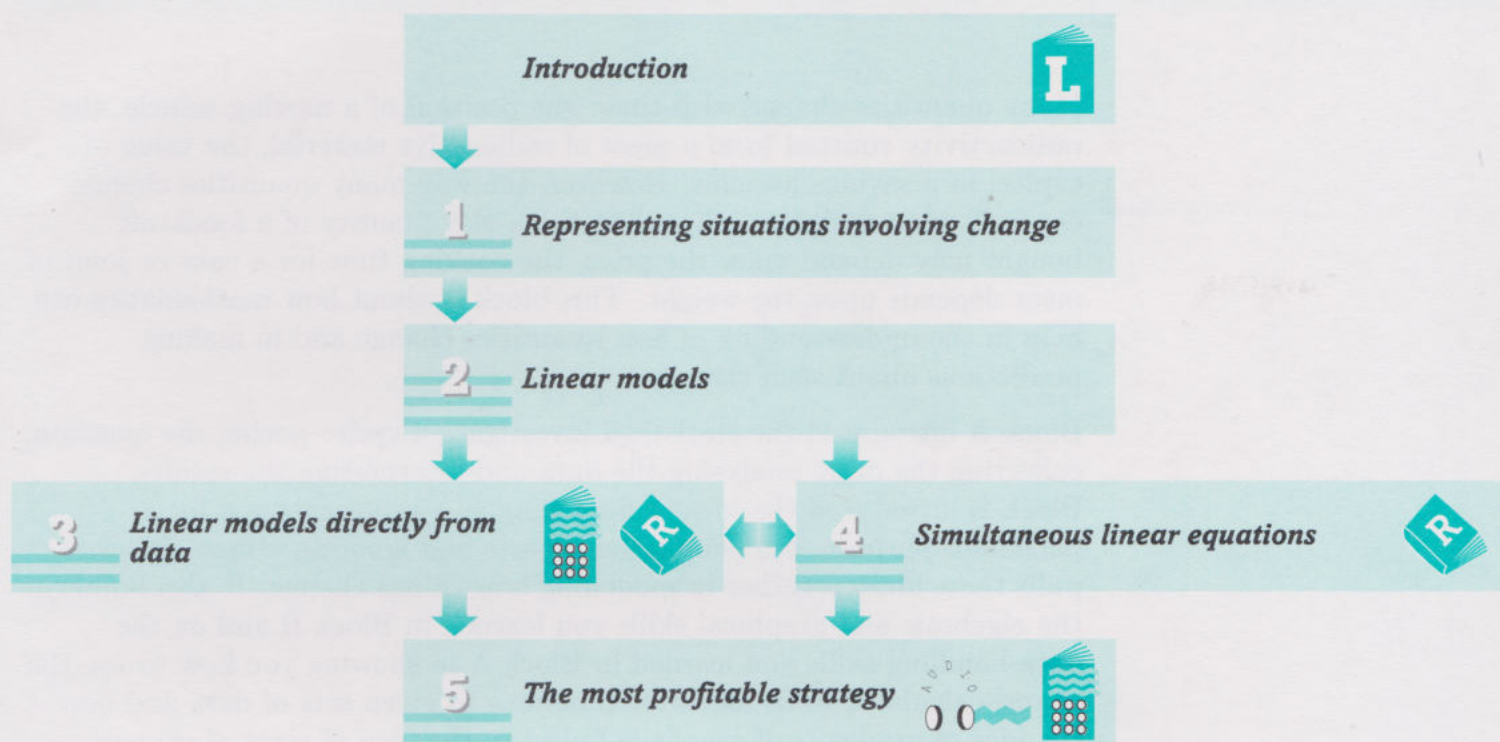 Introduction
L
1
Representing situations involving change
2
Linear models
3
Linear models directly from
data
R
4
Simultaneous linear equations
R
5
The most profitable strategy
AUDIO